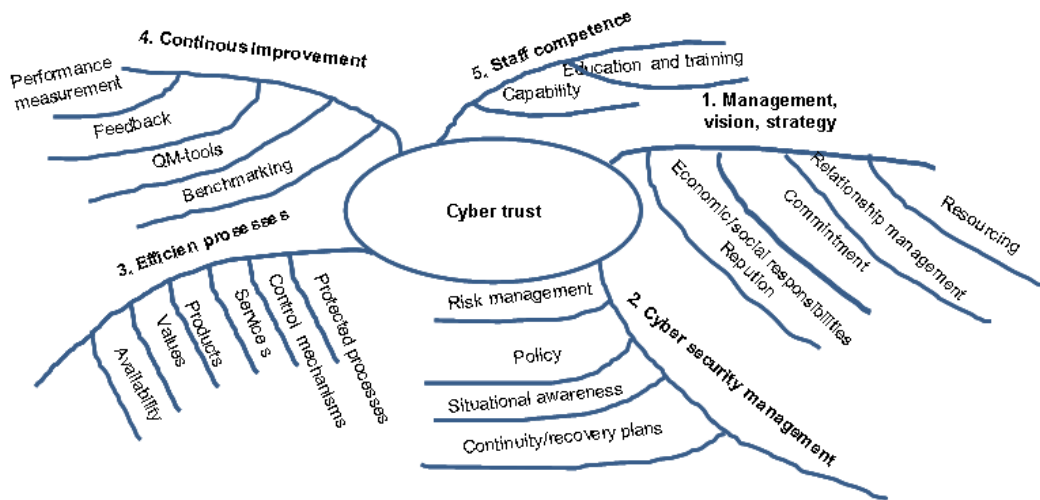 4. Continous improvement
Performance
measurement
Feedback
QM-tools
Benchmarking
5. Staff competence
Education and training
Capability
1. Management,
vision, strategy
Resourcing
Relationship management
Commintment
Economic/social responsibilities
Repution
Cyber trust
3. Efficien prosesses
Availability
Values
Products
Service s
Control mechanisms
Protected processes
2. Cyber security management
Risk management
Policy
Situational awareness
Continuity/recovery plans